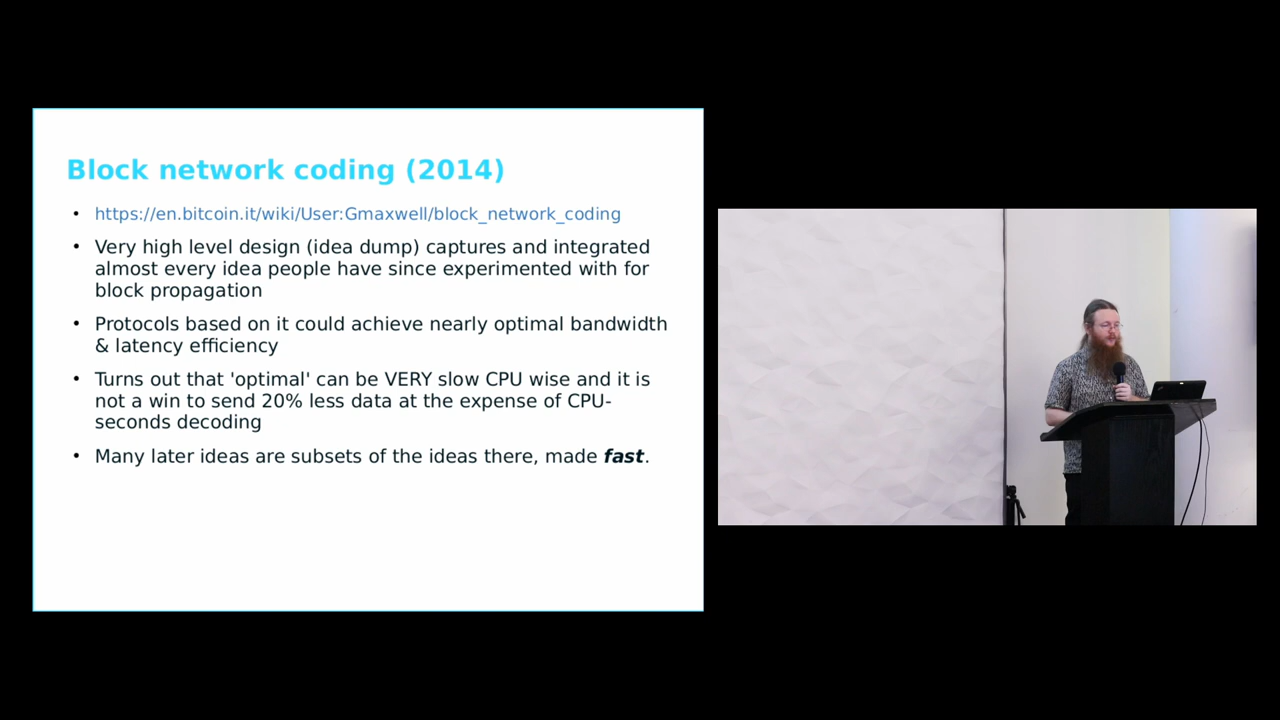 Block network coding (2014)
• https://en.bitcoin.it/wiki/User:Gmaxwell/block_network_coding
• Very high level design (idea dump) captures and integrated
almost every idea people have since experimented with for
block propagation
• Protocols based on it could achieve nearly optimal bandwidth
& latency efficiency
• Turns out that 'optimal' can be VERY slow CPU wise and it is
not a win to send 20% less data at the expense of CPU-
seconds decoding
• Many later ideas are subsets of the ideas there, made fast.